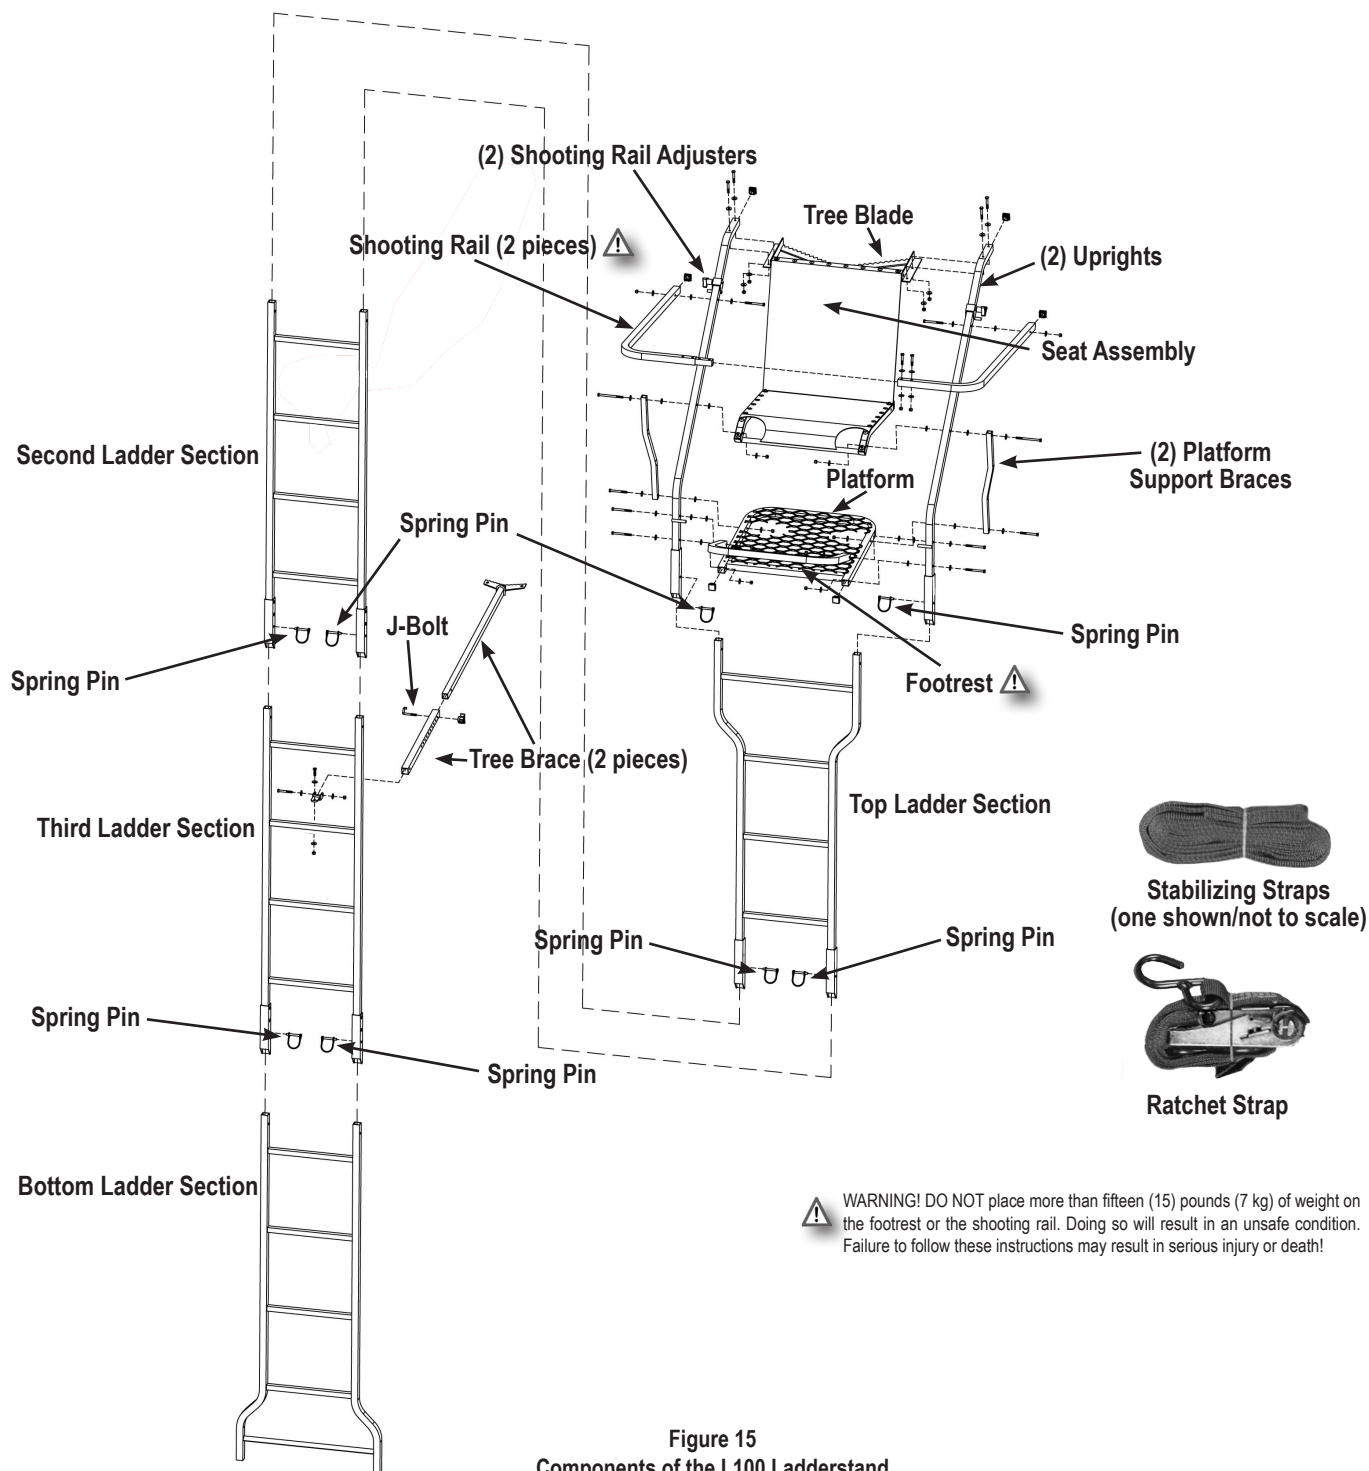 (2) Shooting Rail Adjusters
Tree Blade
Shooting Rail (2 pieces)
(2) Uprights
Seat Assembly
Second Ladder Section
(2) Platform
Support Braces
Platform
Spring Pin
J-Bolt
Spring Pin
Spring Pin
Footrest
Tree Brace (2 pieces)
Top Ladder Section
Third Ladder Section
Stabilizing Straps
(one shown/not to scale)
Spring Pin
Spring Pin
Spring Pin
Spring Pin
Ratchet Strap
Bottom Ladder Section
WARNING! DO NOT place more than fifteen (15) pounds (7 kg) of weight on
the footrest or the shooting rail. Doing so will result in an unsafe condition.
Failure to follow these instructions may result in serious injury or death!
Figure 15
Components of the L100 Ladderstand